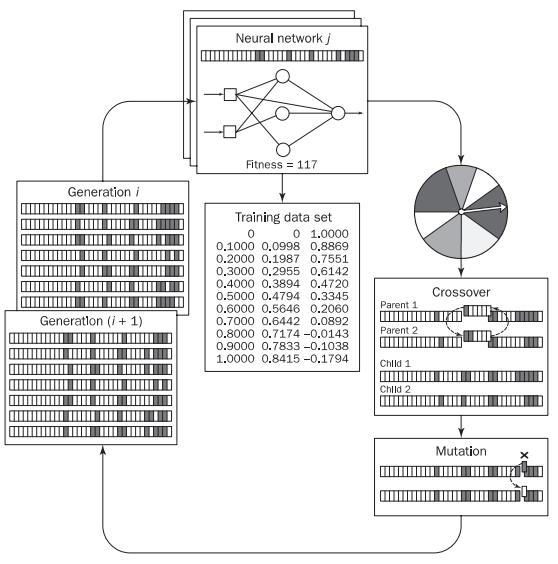 Neural network j
Fitness = 117
Generation i
Generation (i + 1)
Training data set
0 0 1.0000
0.1000 0.0998 0.8869
0.2000 0.1987 0.7551
0.3000 0.2955 0.6142
0.4000 0.3894 0.4720
0.5000 0.4794 0.3345
0.6000 0.5646 0.2060
0.7000 0.6442 0.0892
0.8000 0.7174 –0.0143
0.9000 0.7833 –0.1038
1.0000 0.8415 –0.1794
Crossover
Parent 1
Parent 2
Child 1
Child 2
Mutation
×